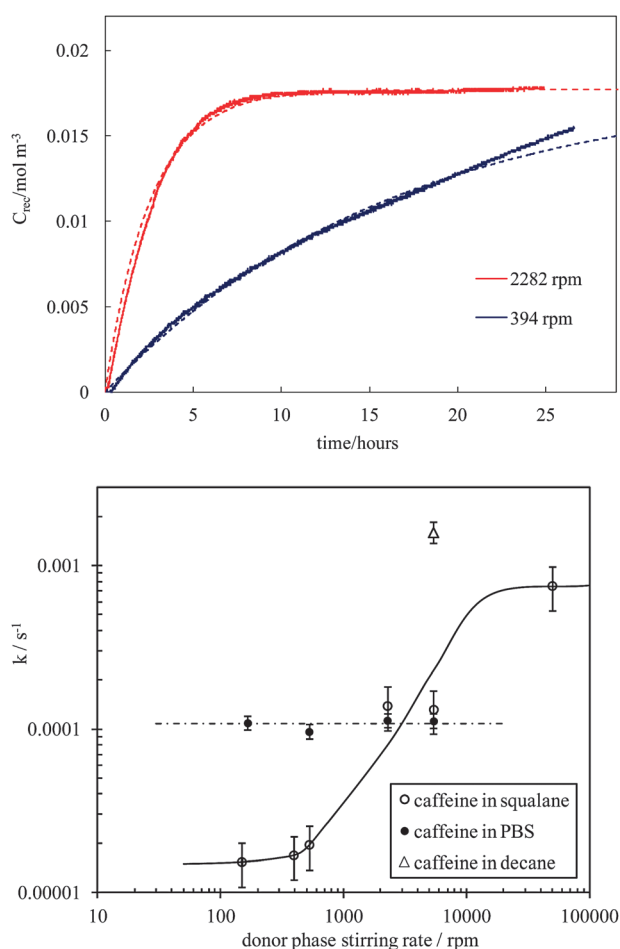 0.02
0.015
0.01
0.005
0
C_rec/mol m⁻³
2282 rpm
394 rpm
0 5 10 15 20 25
time/hours
0.001
0.0001
0.00001
k / s⁻¹
caffeine in squalane
caffeine in PBS
caffeine in decane
10 100 1000 10000 100000
donor phase stirring rate / rpm